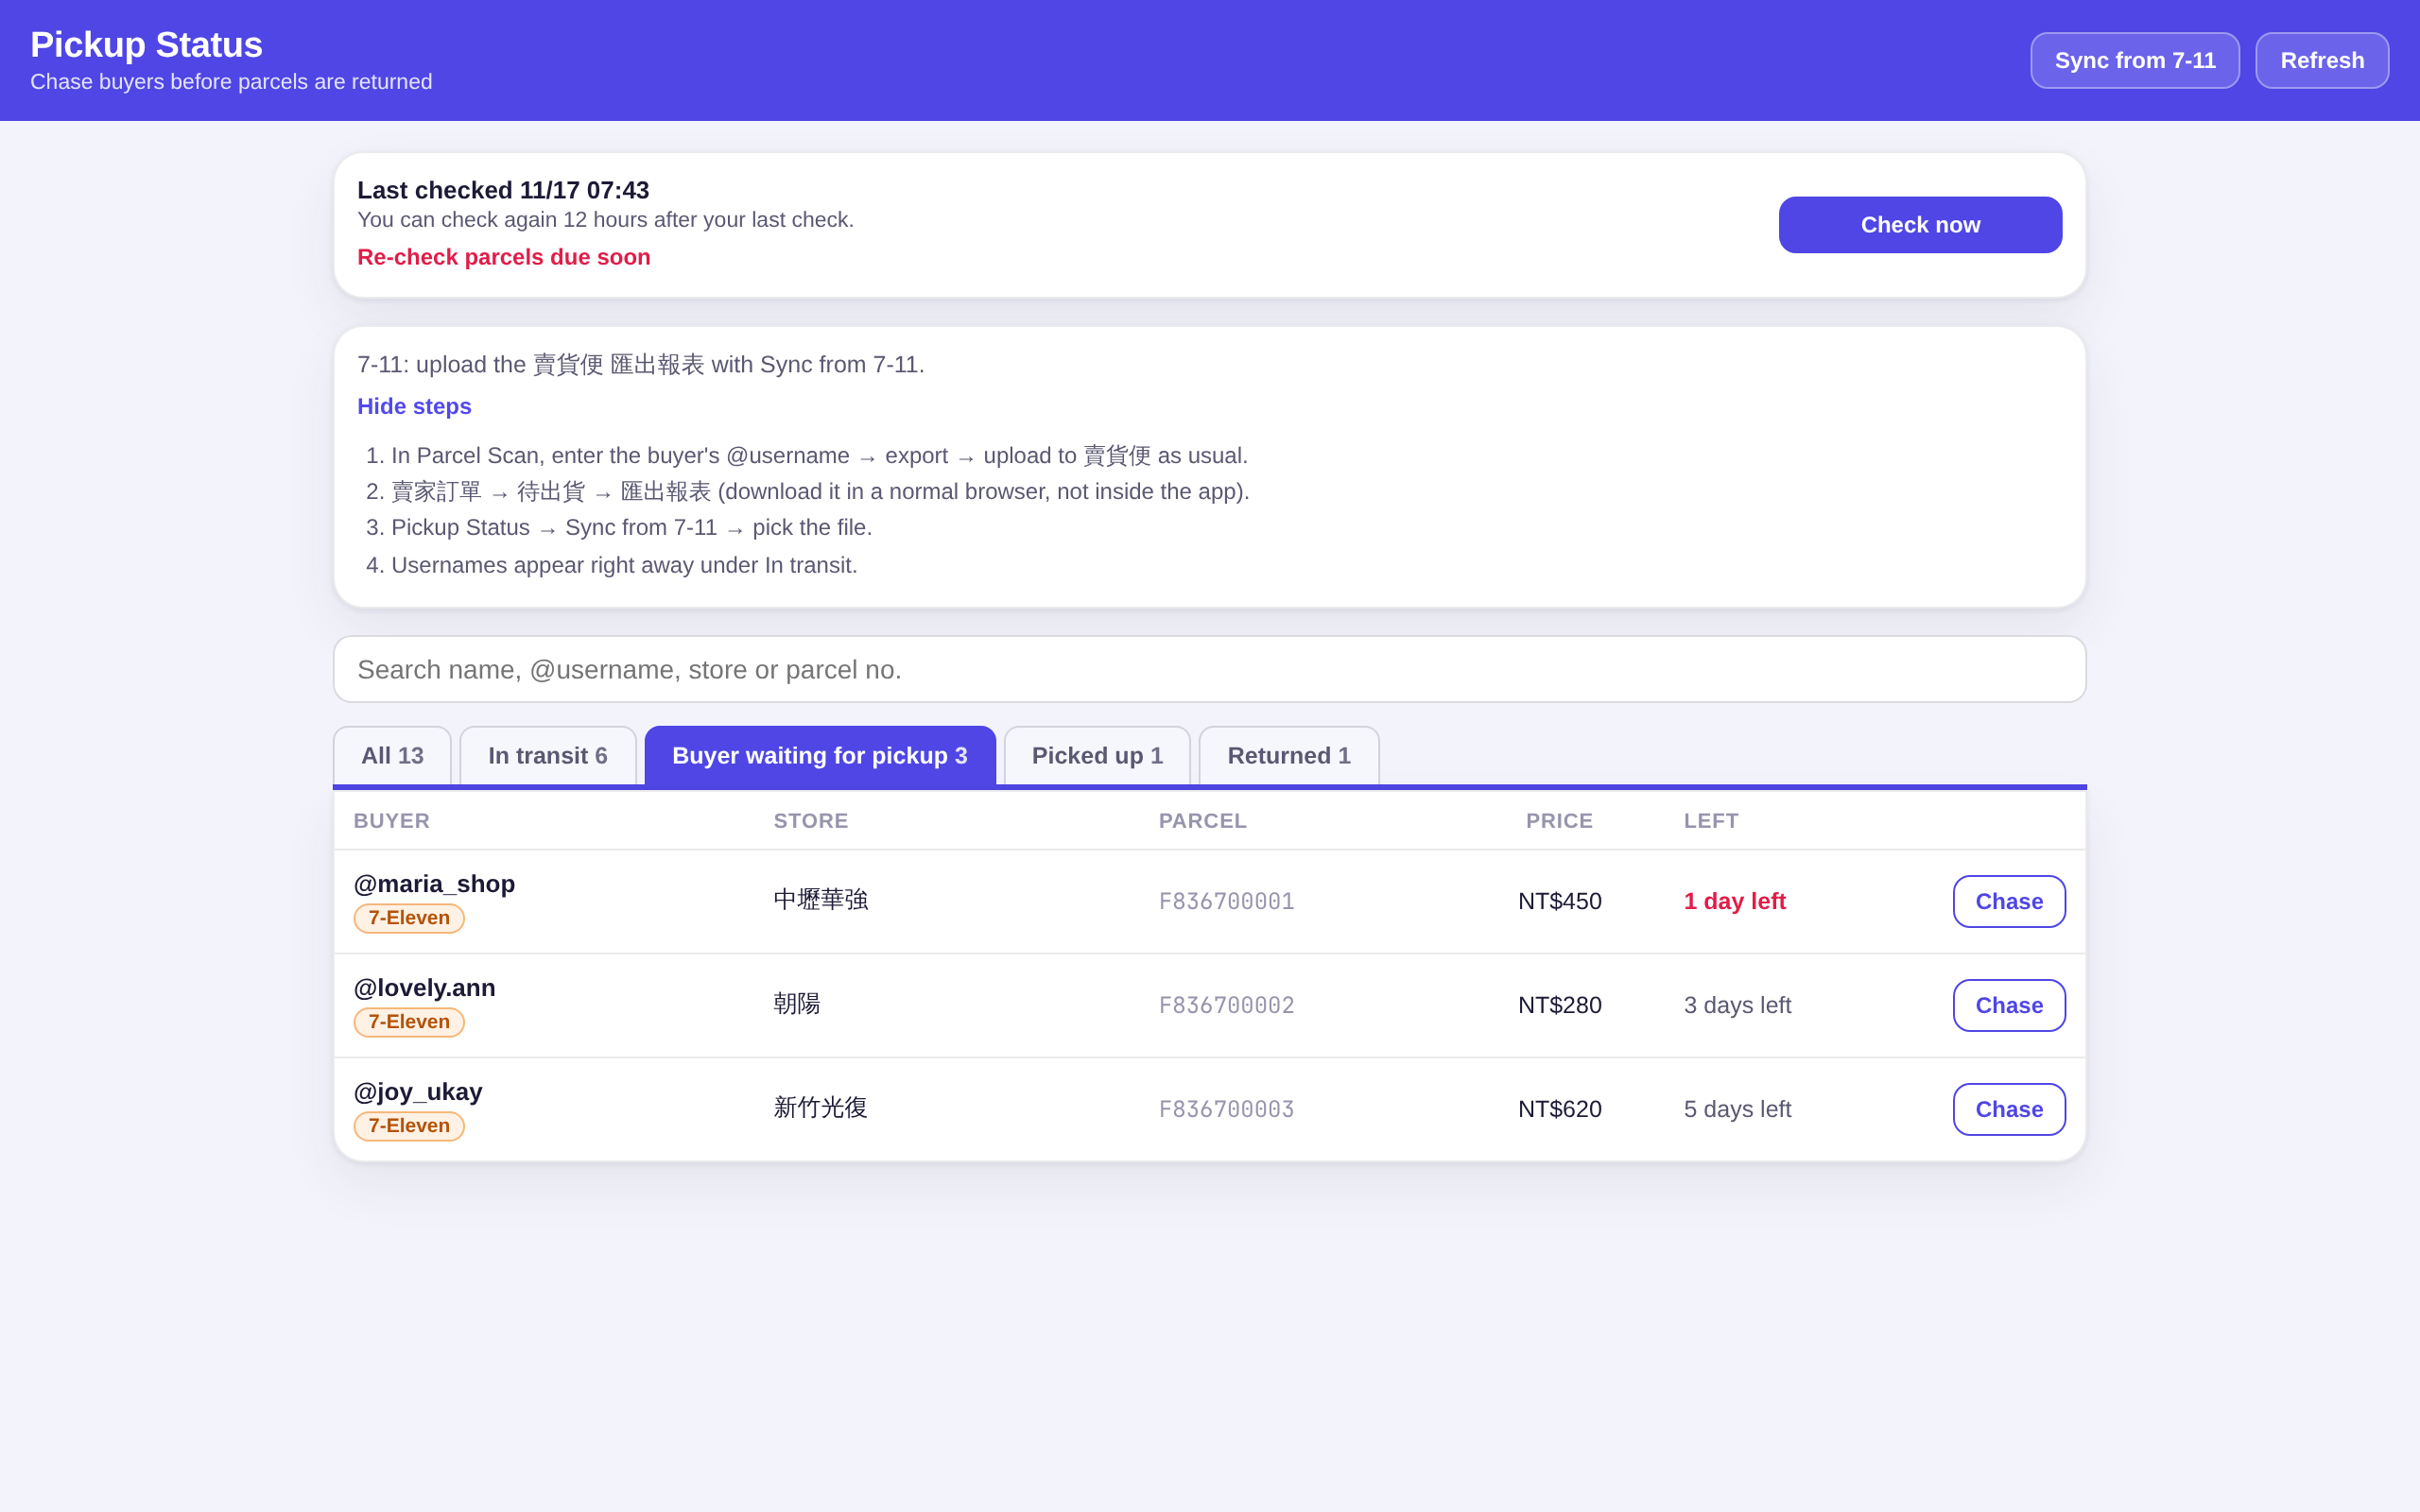 Pickup Status
Chase buyers before parcels are returned
Sync from 7-11
Refresh
Last checked 11/17 07:43
You can check again 12 hours after your last check.
Re-check parcels due soon
Check now
7-11: upload the 賣貨便 匯出報表 with Sync from 7-11.
Hide steps
1. In Parcel Scan, enter the buyer's @username → export → upload to 賣貨便 as usual.
2. 賣家訂單 → 待出貨 → 匯出報表 (download it in a normal browser, not inside the app).
3. Pickup Status → Sync from 7-11 → pick the file.
4. Usernames appear right away under In transit.
Search name, @username, store or parcel no.
All 13
In transit 6
Buyer waiting for pickup 3
Picked up 1
Returned 1
BUYER STORE PARCEL PRICE LEFT
@maria_shop
7-Eleven
中壢華強
F836700001
NT$450
1 day left
Chase
@lovely.ann
7-Eleven
朝陽
F836700002
NT$280
3 days left
Chase
@joy_ukay
7-Eleven
新竹光復
F836700003
NT$620
5 days left
Chase